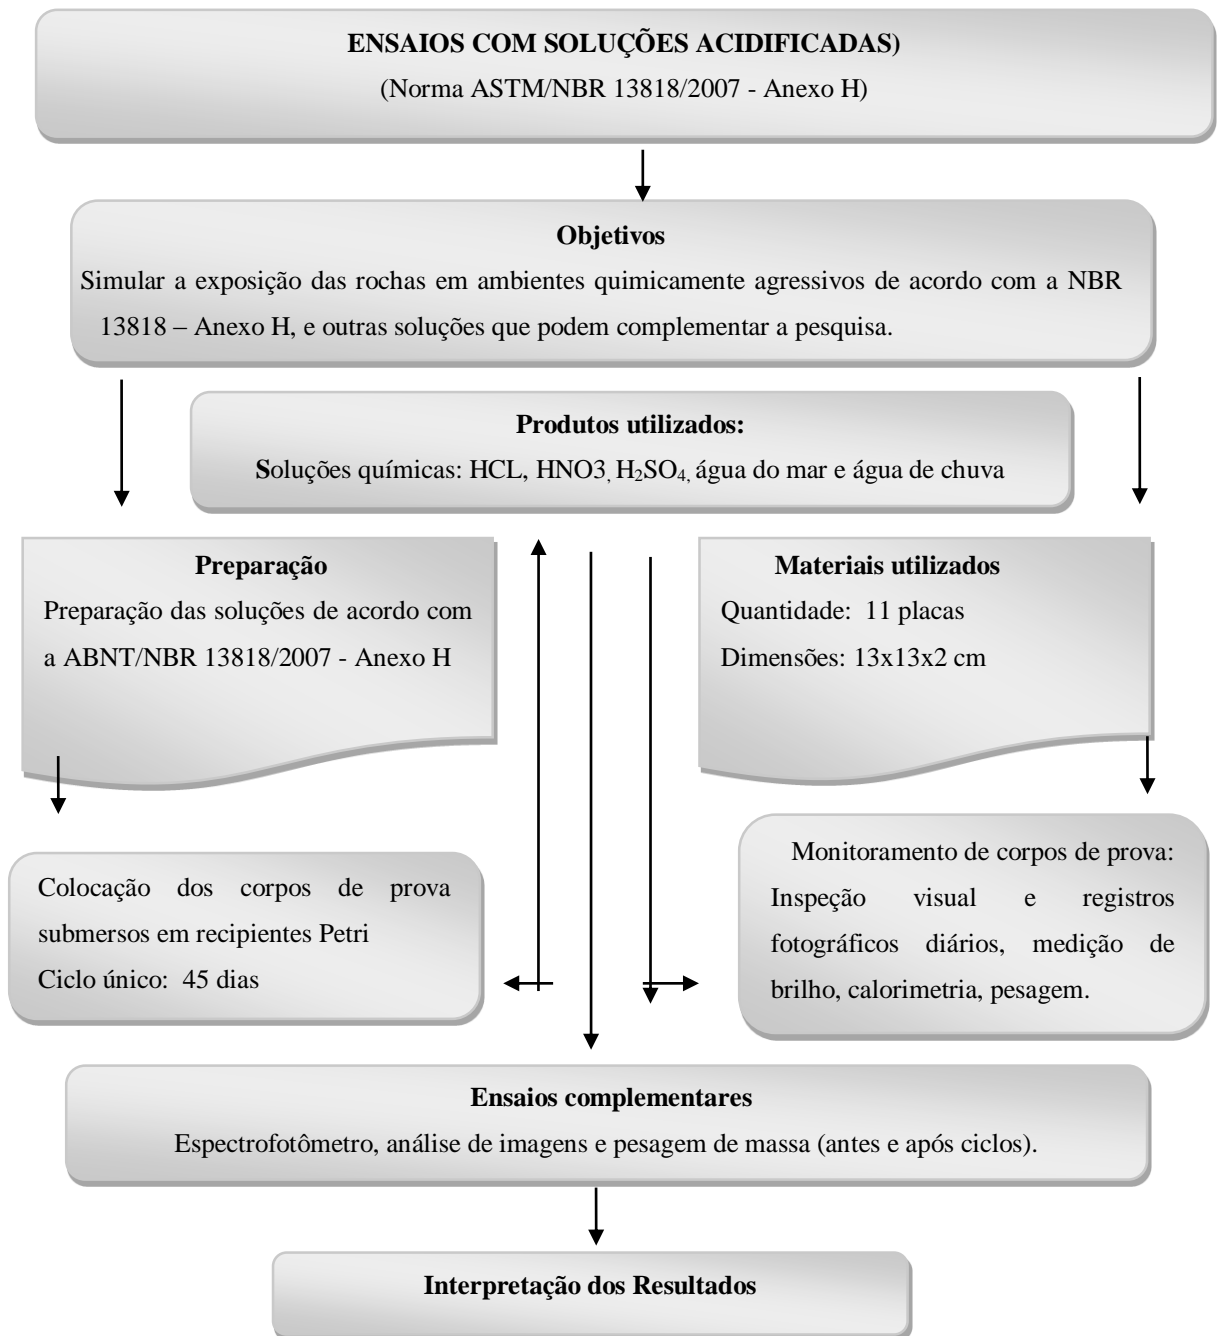 ENSAIOS COM SOLUÇÕES ACIDIFICADAS)
(Norma ASTM/NBR 13818/2007 - Anexo H)
Objetivos
Simular a exposição das rochas em ambientes quimicamente agressivos de acordo com a NBR
13818 – Anexo H, e outras soluções que podem complementar a pesquisa.
Produtos utilizados:
Soluções químicas: HCL, HNO3, H₂SO₄, água do mar e água de chuva
Preparação
Preparação das soluções de acordo com
a ABNT/NBR 13818/2007 - Anexo H
Materiais utilizados
Quantidade: 11 placas
Dimensões: 13x13x2 cm
Colocação dos corpos de prova
submersos em recipientes Petri
Ciclo único: 45 dias
Monitoramento de corpos de prova:
Inspeção visual e registros
fotográficos diários, medição de
brilho, calorimetria, pesagem.
Ensaios complementares
Espectrofotômetro, análise de imagens e pesagem de massa (antes e após ciclos).
Interpretação dos Resultados